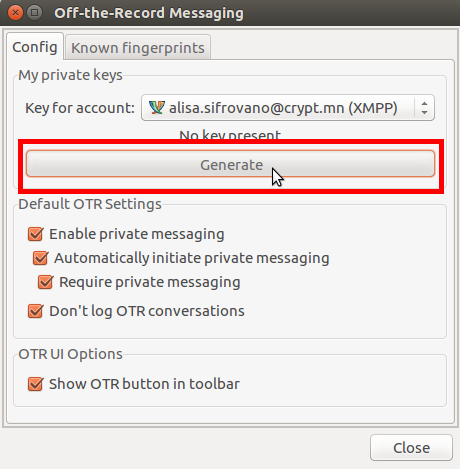 Off-the-Record Messaging
Config Known fingerprints
My private keys
Key for account: alisa.sifrovano@crypt.mn (XMPP)
No key present
Generate
Default OTR Settings
Enable private messaging
Automatically initiate private messaging
Require private messaging
Don't log OTR conversations
OTR UI Options
Show OTR button in toolbar
Close